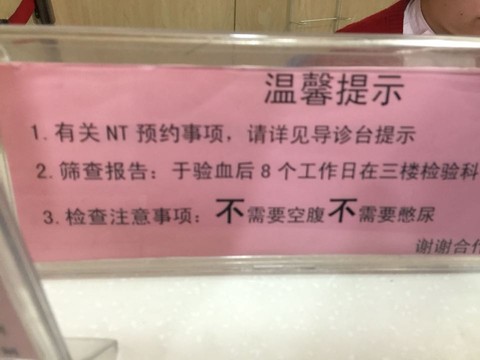 温馨提示
1. 有关 NT 预约事项，请详见导诊台提示
2. 筛查报告：于验血后 8 个工作日在三楼检验科
3. 检查注意事项：不需要空腹不需要憋尿
谢谢合作